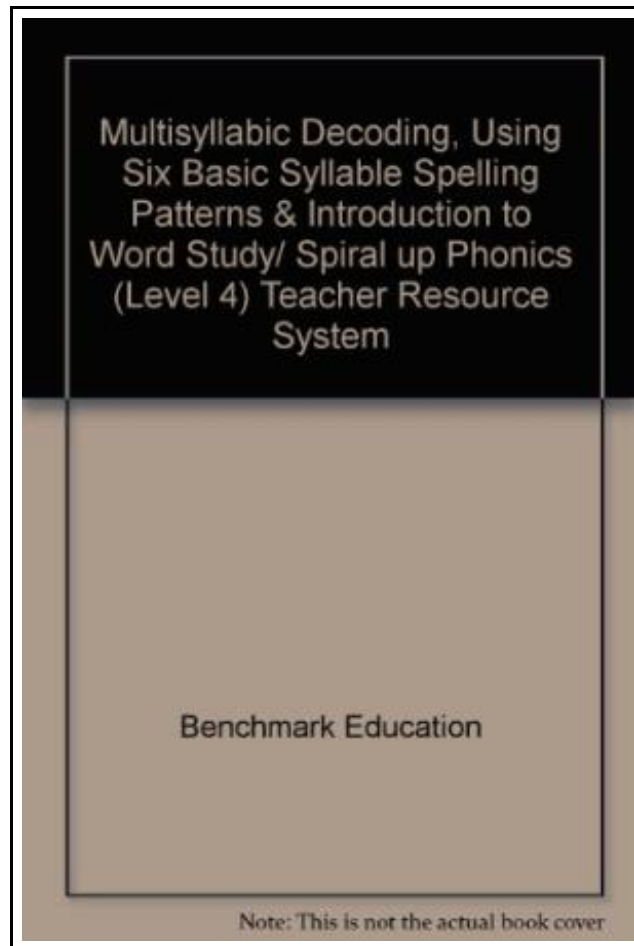 Multisyllabic Decoding, Using
Six Basic Syllable Spelling
Patterns & Introduction to
Word Study/ Spiral up Phonics
(Level 4) Teacher Resource
System
Benchmark Education
Note: This is not the actual book cover